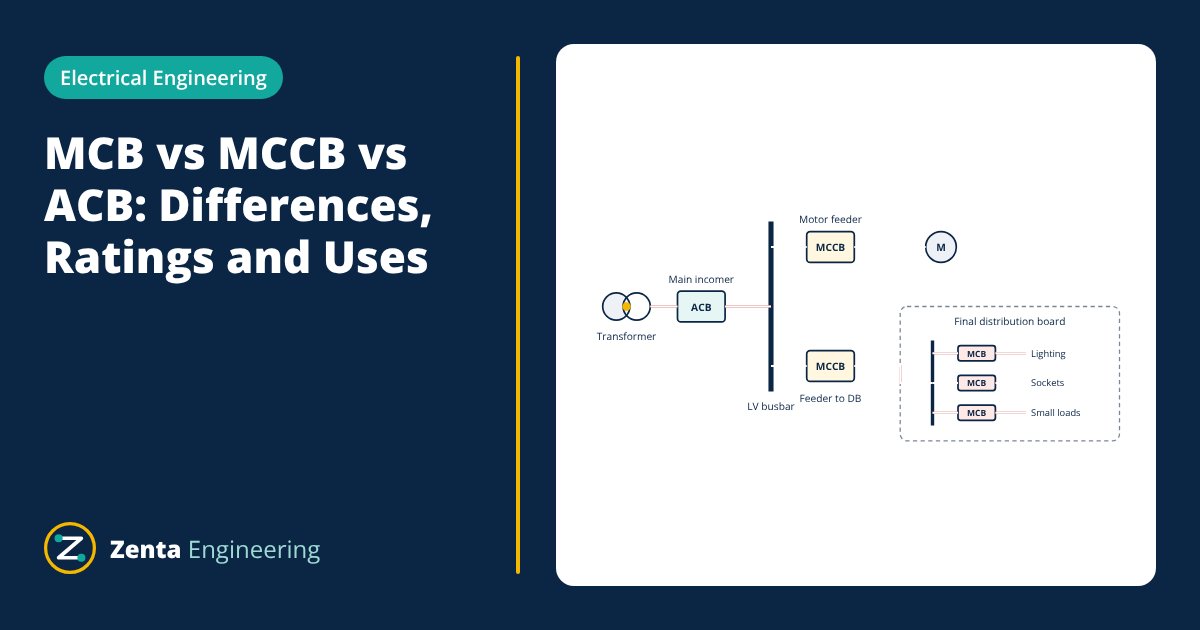 Electrical Engineering
MCB vs MCCB vs
ACB: Differences,
Ratings and Uses
Zenta Engineering
Motor feeder
MCCB
M
Main incomer
ACB
Transformer
Final distribution board
MCB
Lighting
MCB
Sockets
MCB
Small loads
MCCB
LV busbar
Feeder to DB